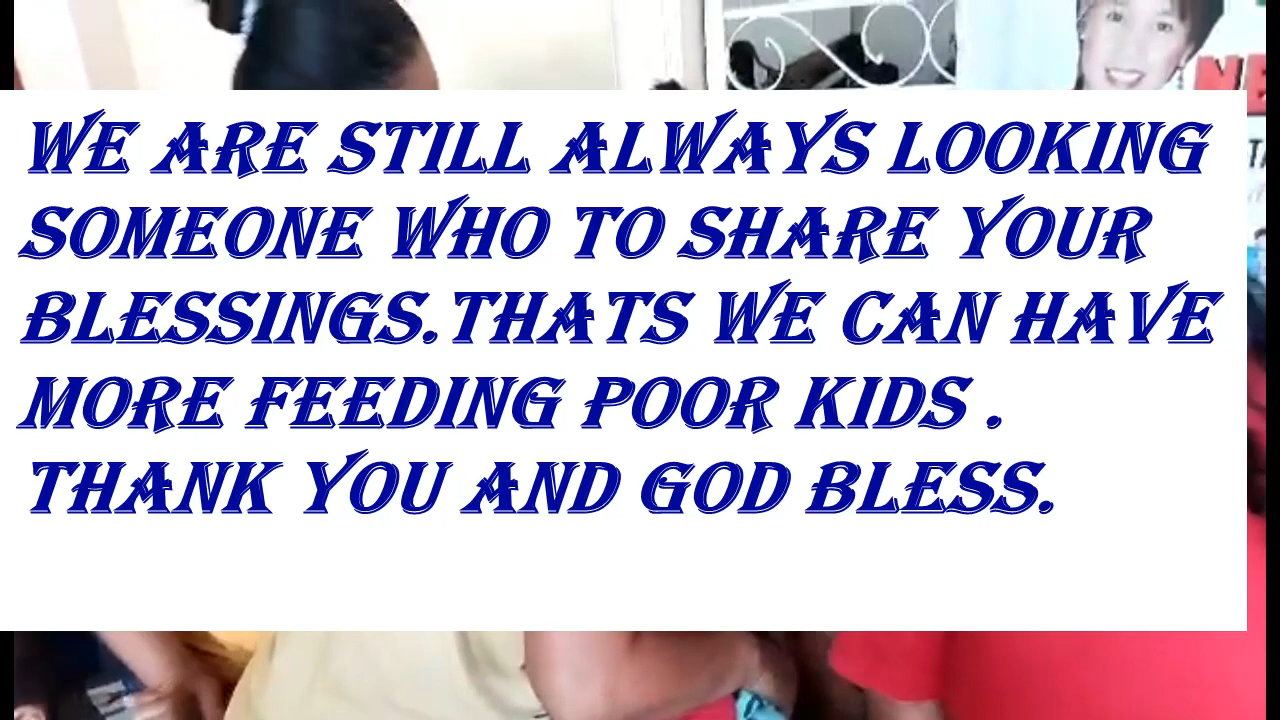 WE ARE STILL ALWAYS LOOKING
SOMEONE WHO TO SHARE YOUR
BLESSINGS.THATS WE CAN HAVE
MORE FEEDING POOR KIDS .
THANK YOU AND GOD BLESS.